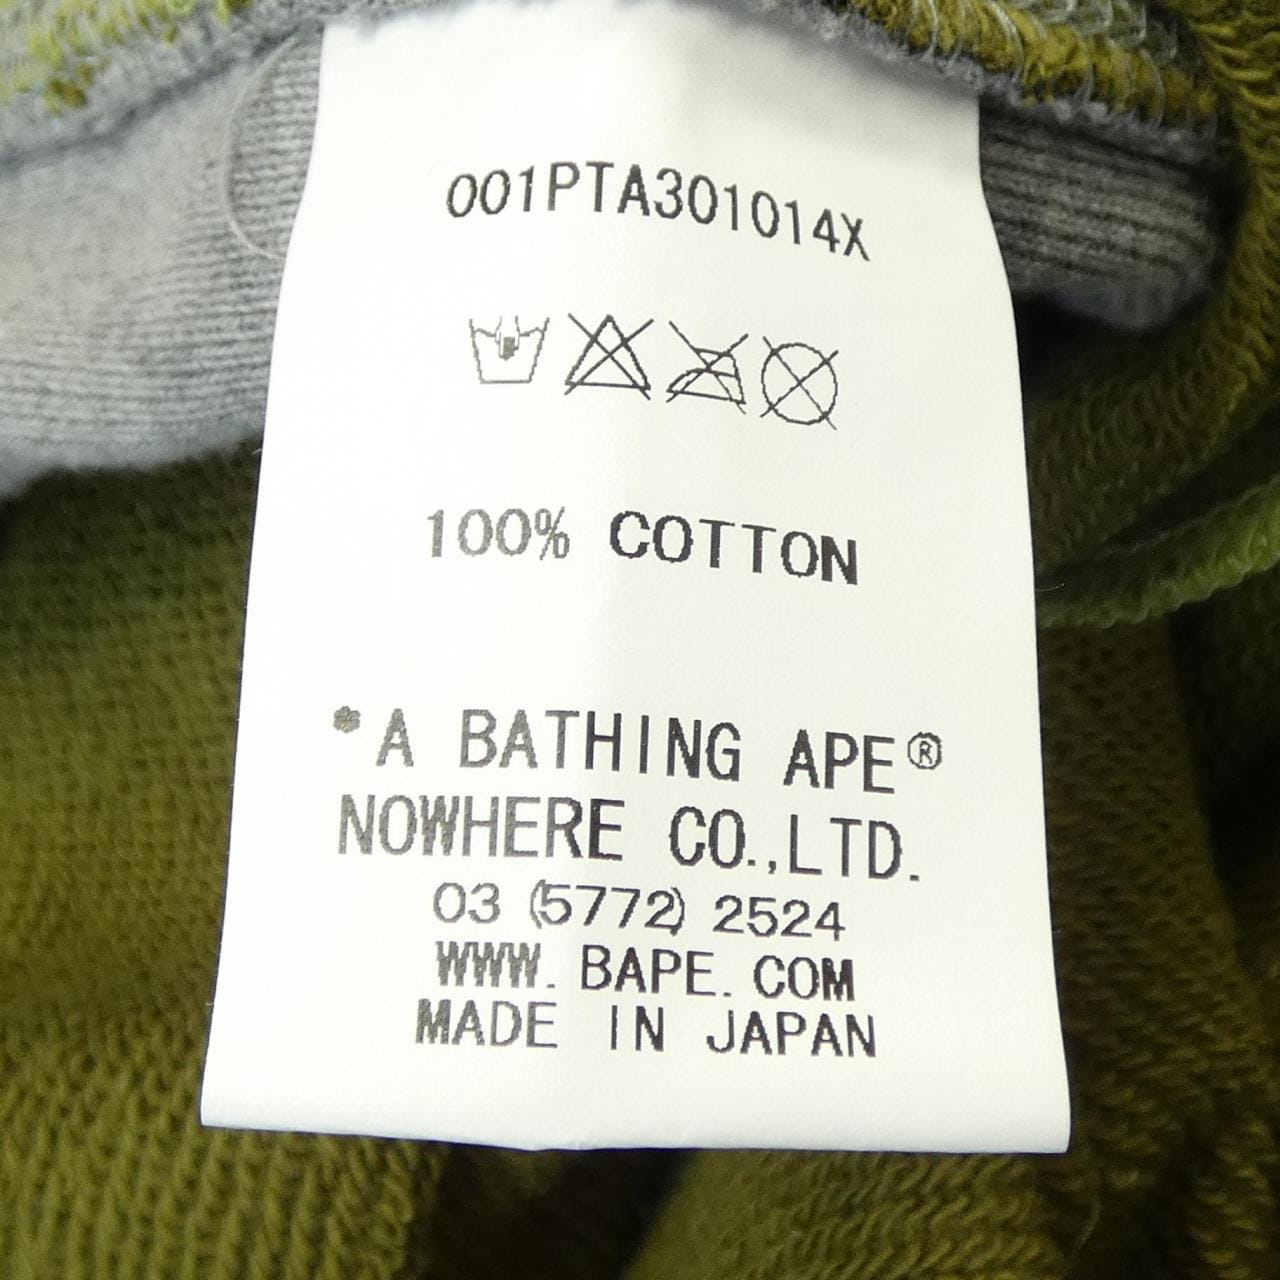 001PTA301014X
100% COTTON
*A BATHING APE®
NOWHERE CO.,LTD.
03 (5772) 2524
WWW. BAPE. COM
MADE IN JAPAN